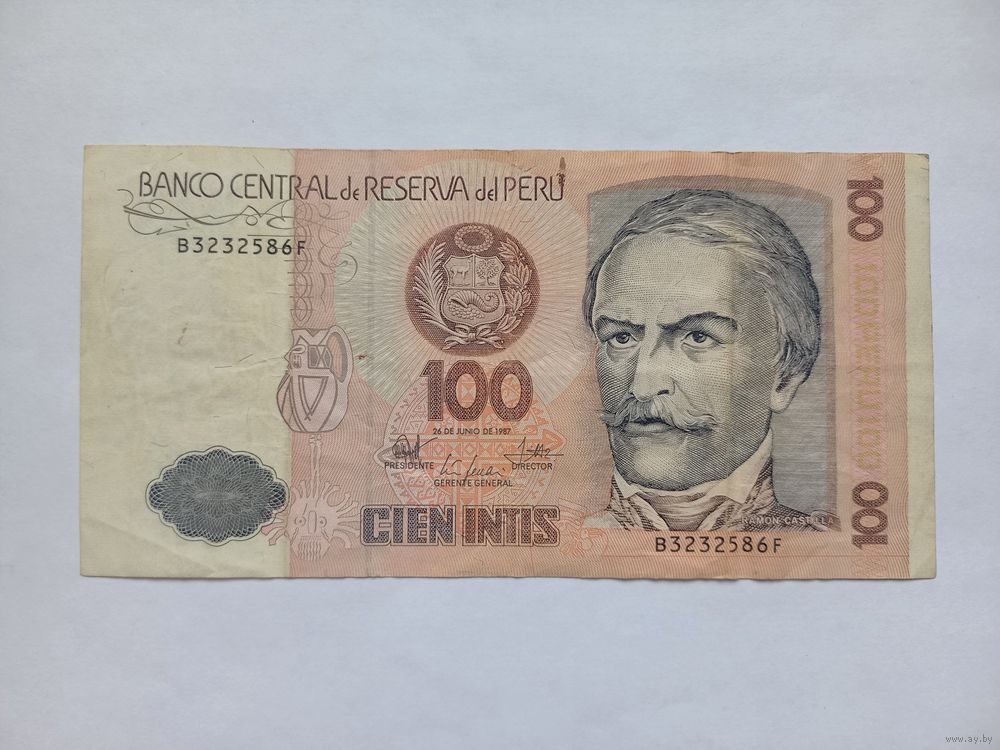 BANCO CENTRAL de RESERVA del PERU
B3232586F
100
100
26 DE JUNIO DE 1987
PRESIDENTE
DIRECTOR
GERENTE GENERAL
CIEN INTIS
RAMON CASTILLA
B3232586F
100
www.ay.by